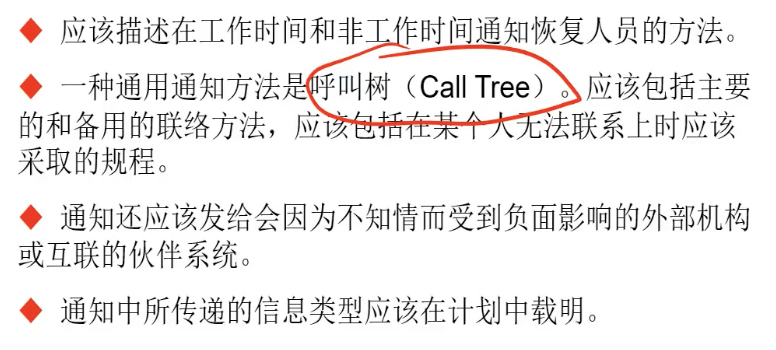 ◆ 应该描述在工作时间和非工作时间通知恢复人员的方法。
◆ 一种通用通知方法是呼叫树（Call Tree）。应该包括主要
的和备用的联络方法，应该包括在某个人无法联系上时应该
采取的规程。
◆ 通知还应该发给会因为不知情而受到负面影响的外部机构
或互联的伙伴系统。
◆ 通知中所传递的信息类型应该在计划中载明。